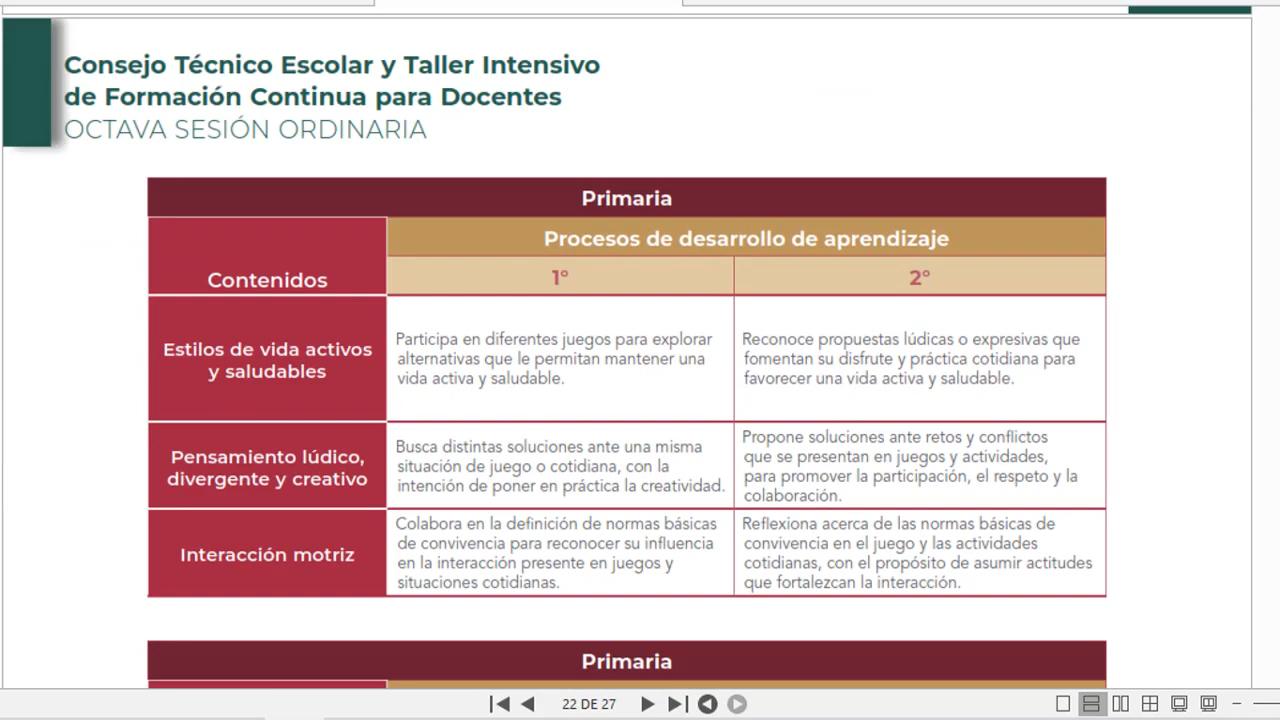 Consejo Técnico Escolar y Taller Intensivo
de Formación Continua para Docentes
OCTAVA SESIÓN ORDINARIA
Primaria
Contenidos
Procesos de desarrollo de aprendizaje
1°
2°
Estilos de vida activos
y saludables
Participa en diferentes juegos para explorar
alternativas que le permitan mantener una
vida activa y saludable.
Reconoce propuestas lúdicas o expresivas que
fomentan su disfrute y práctica cotidiana para
favorecer una vida activa y saludable.
Pensamiento lúdico,
divergente y creativo
Busca distintas soluciones ante una misma
situación de juego o cotidiana, con la
intención de poner en práctica la creatividad.
Propone soluciones ante retos y conflictos
que se presentan en juegos y actividades,
para promover la participación, el respeto y la
colaboración.
Interacción motriz
Colabora en la definición de normas básicas
de convivencia para reconocer su influencia
en la interacción presente en juegos y
situaciones cotidianas.
Reflexiona acerca de las normas básicas de
convivencia en el juego y las actividades
cotidianas, con el propósito de asumir actitudes
que fortalezcan la interacción.
Primaria
22 DE 27